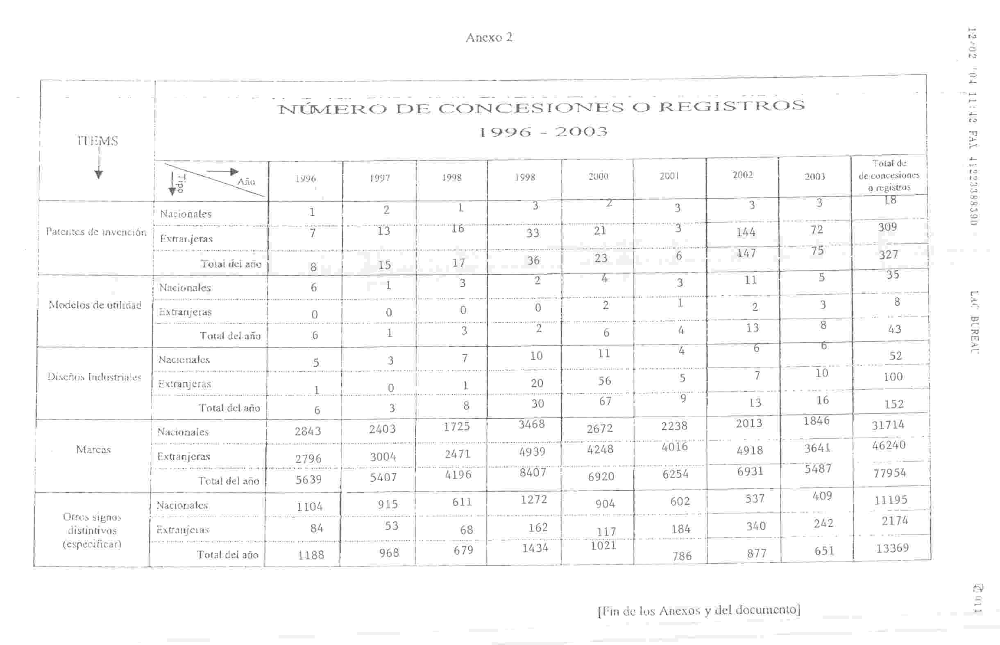 Anexo 2
NÚMERO DE CONCESIONES O REGISTROS
1996 - 2003
ITEMS
Tipo Año 1996 1997 1998 1998 2000 2001 2002 2003 Total de
de concesiones
o registros
Patentes de invención
Nacionales 1 2 1 3 2 3 3 3 18
Extranjeras 7 13 16 33 21 3 144 72 309
Total del año 8 15 17 36 23 6 147 75 327
Modelos de utilidad
Nacionales 6 1 3 2 4 3 11 5 35
Extranjeras 0 0 0 0 2 1 2 3 8
Total del año 6 1 3 2 6 4 13 8 43
Diseños Industriales
Nacionales 5 3 7 10 11 4 6 6 52
Extranjeras 1 0 1 20 56 5 7 10 100
Total del año 6 3 8 30 67 9 13 16 152
Marcas
Nacionales 2843 2403 1725 3468 2672 2238 2013 1846 31714
Extranjeras 2796 3004 2471 4939 4248 4016 4918 3641 46240
Total del año 5639 5407 4196 8407 6920 6254 6931 5487 77954
Otros signos
distintivos
(especificar)
Nacionales 1104 915 611 1272 904 602 537 409 11195
Extranjeras 84 53 68 162 117 184 340 242 2174
Total del año 1188 968 679 1434 1021 786 877 651 13369
[Fin de los Anexos y del documento]
12/02 '04 11:42 FAX 41223388390 LAC BUREAU